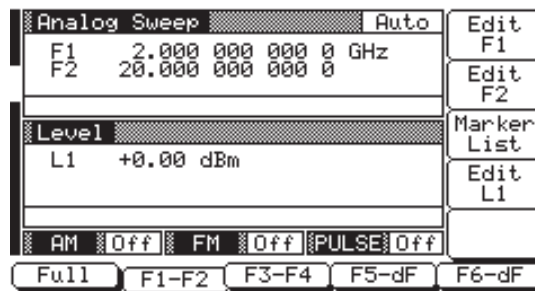 Analog Sweep Auto
F1 2.000 000 000 0 GHz
F2 20.000 000 000 0
Level
L1 +0.00 dBm
AM Off FM Off PULSE Off
Edit
F1
Edit
F2
Marker
List
Edit
L1
Full F1-F2 F3-F4 F5-dF F6-dF